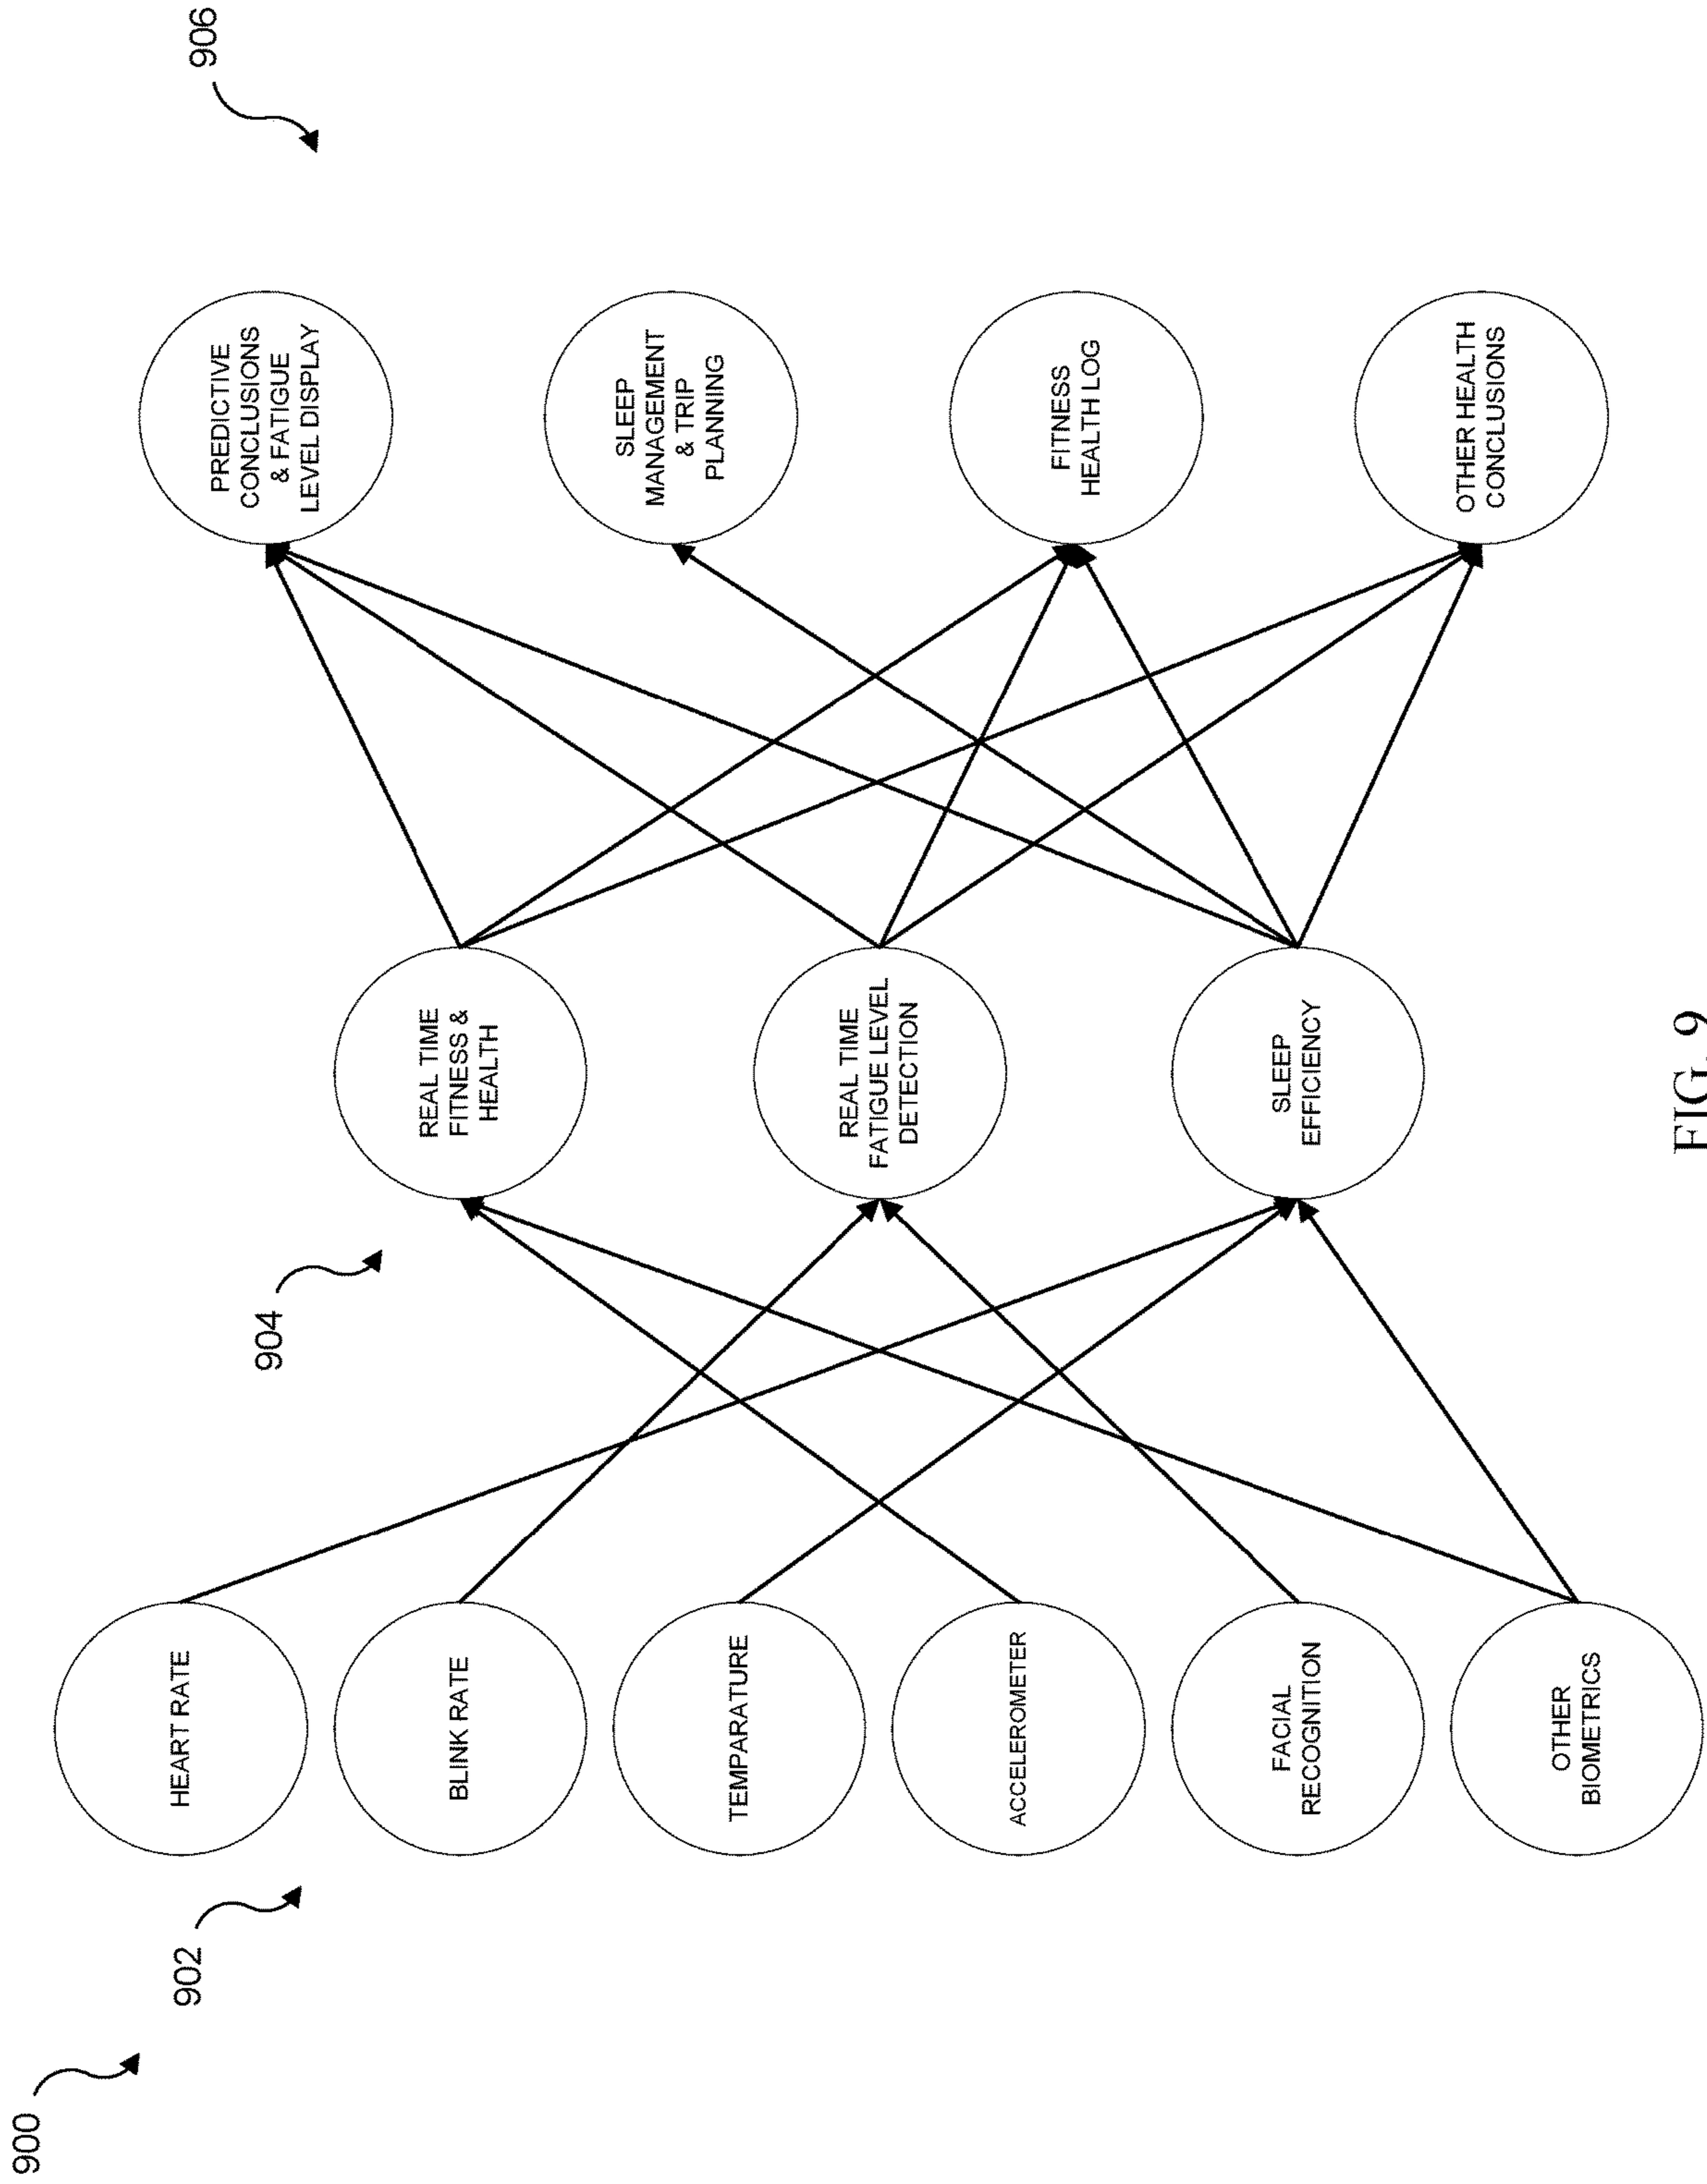 900
902
904
906
HEART RATE
BLINK RATE
TEMPARATURE
ACCELEROMETER
FACIAL
RECOGNITION
OTHER
BIOMETRICS
REAL TIME
FITNESS &
HEALTH
REAL TIME
FATIGUE LEVEL
DETECTION
SLEEP
EFFICIENCY
PREDICTIVE
CONCLUSIONS
& FATIGUE
LEVEL DISPLAY
SLEEP
MANAGEMENT
& TRIP
PLANNING
FITNESS
HEALTH LOG
OTHER HEALTH
CONCLUSIONS
FIG. 9